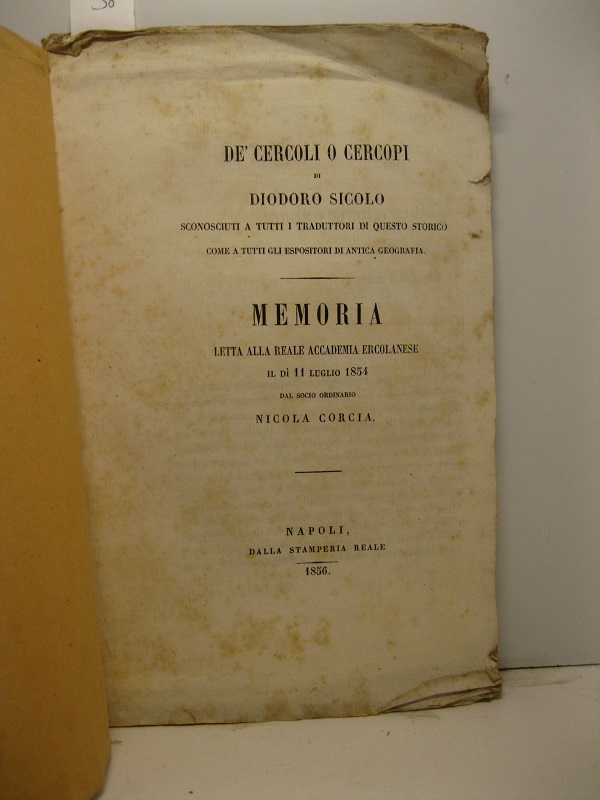 DE' CERCOLI O CERCOPI
DI
DIODORO SICOLO
SCONOSCIUTI A TUTTI I TRADUTTORI DI QUESTO STORICO
COME A TUTTI GLI ESPOSITORI DI ANTICA GEOGRAFIA.
MEMORIA
LETTA ALLA REALE ACCADEMIA ERCOLANESE
IL DÌ 11 LUGLIO 1854
DAL SOCIO ORDINARIO
NICOLA CORCIA.
NAPOLI,
DALLA STAMPERIA REALE
1856.